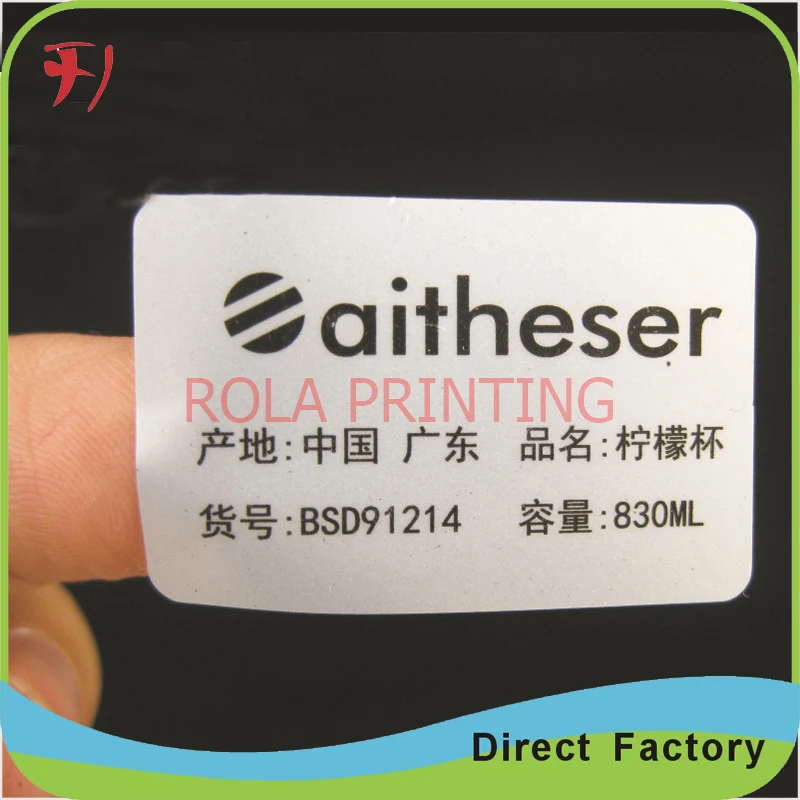 aitheser
ROLA PRINTING
产地:中国 广东 品名:柠檬杯
货号:BSD91214 容量:830ML
Direct Factory